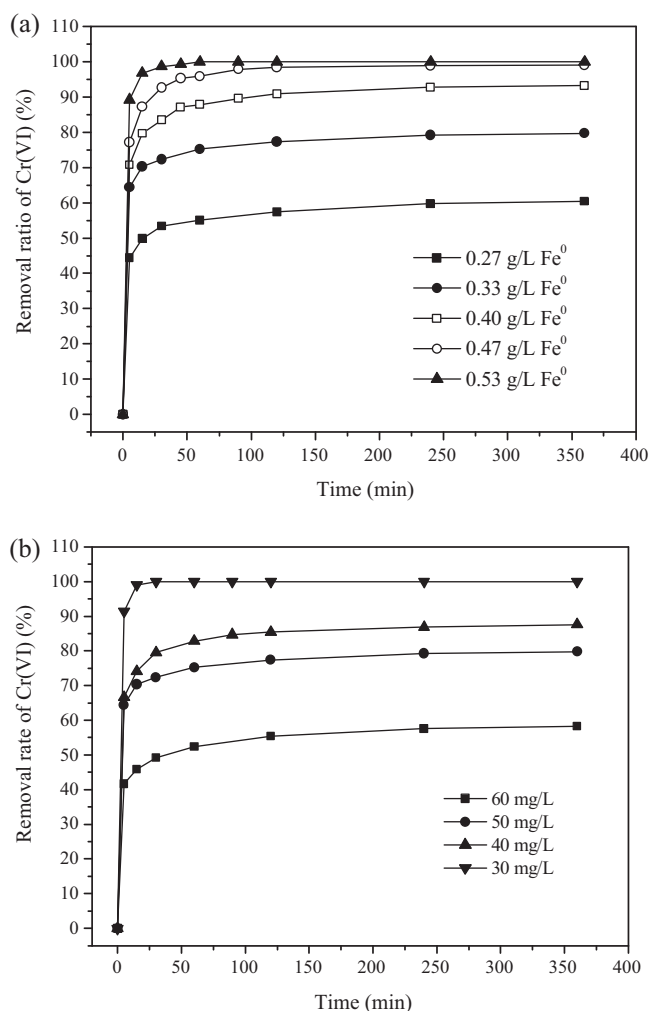 (a)
110
100
90
80
70
60
50
40
30
20
10
0
Removal ratio of Cr(VI) (%)
0.27 g/L Fe⁰
0.33 g/L Fe⁰
0.40 g/L Fe⁰
0.47 g/L Fe⁰
0.53 g/L Fe⁰
0 50 100 150 200 250 300 350 400
Time (min)
(b)
110
100
90
80
70
60
50
40
30
20
10
0
Removal rate of Cr(VI) (%)
60 mg/L
50 mg/L
40 mg/L
30 mg/L
0 50 100 150 200 250 300 350 400
Time (min)